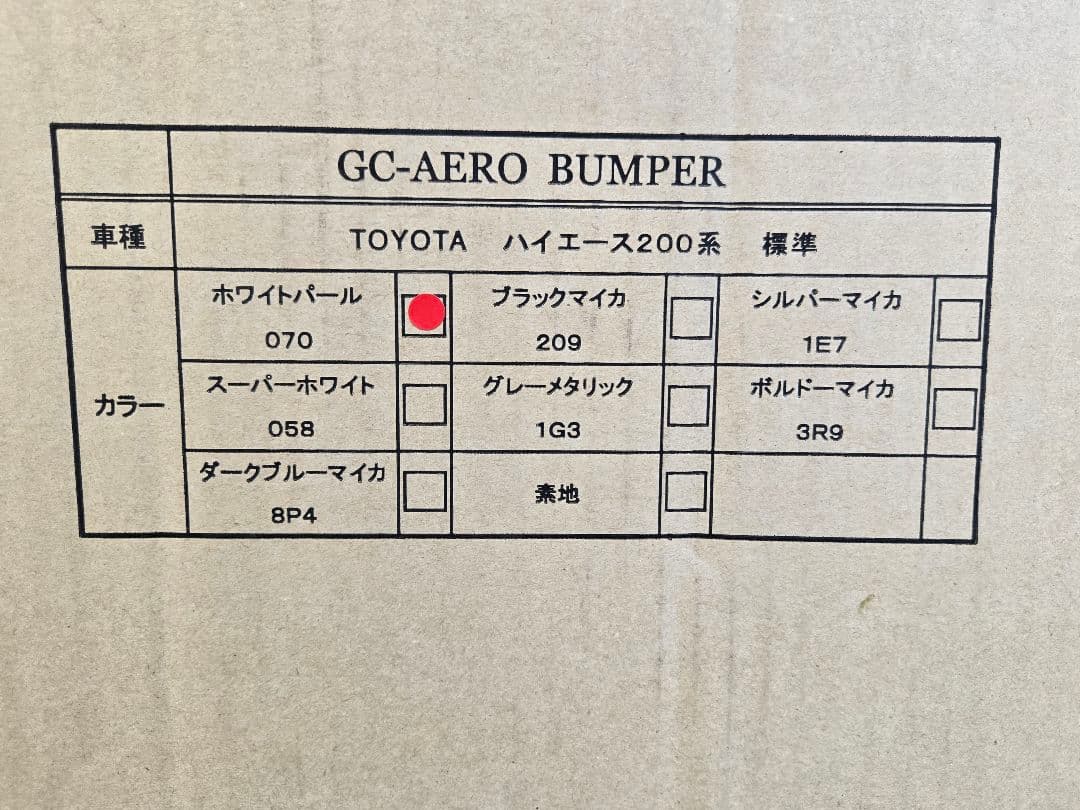 GC-AERO BUMPER
車種 TOYOTA ハイエース200系 標準
カラー
ホワイトパール
070
ブラックマイカ
209
シルバーマイカ
1E7
スーパーホワイト
058
グレーメタリック
1G3
ボルドーマイカ
3R9
ダークブルーマイカ
8P4
素地